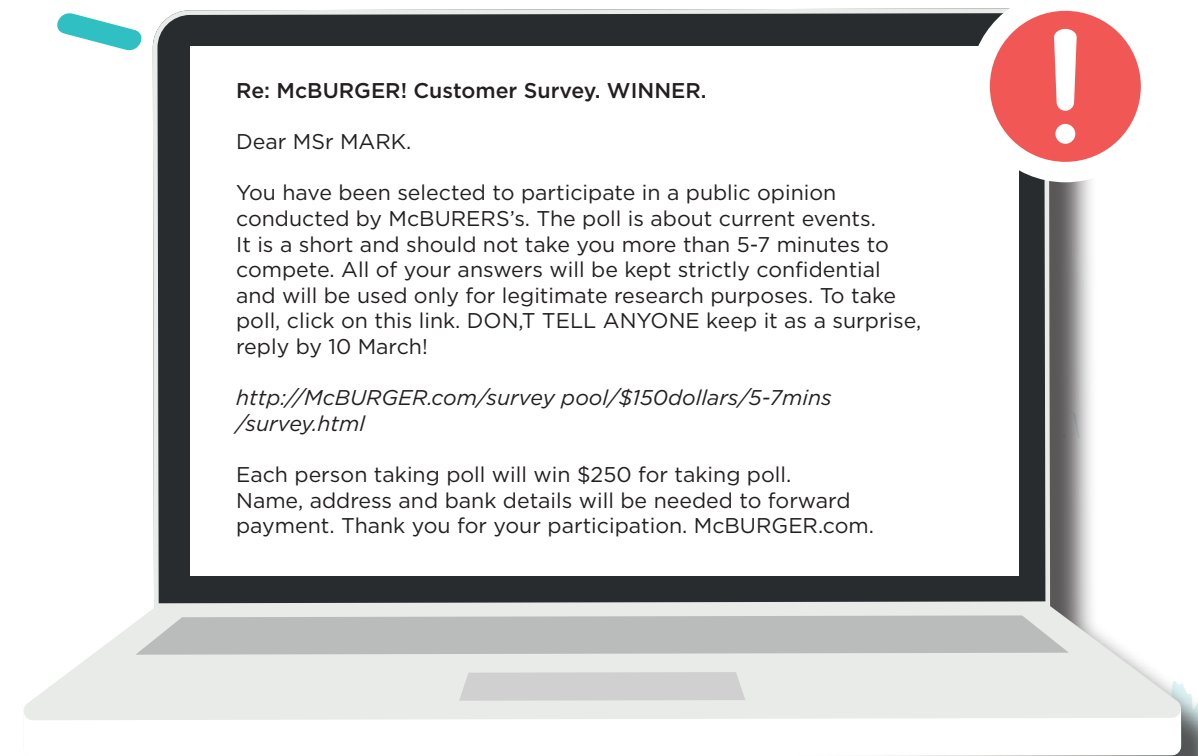 Re: McBURGER! Customer Survey. WINNER.
Dear MSr MARK.
You have been selected to participate in a public opinion
conducted by McBURERS's. The poll is about current events.
It is a short and should not take you more than 5-7 minutes to
compete. All of your answers will be kept strictly confidential
and will be used only for legitimate research purposes. To take
poll, click on this link. DON,T TELL ANYONE keep it as a surprise,
reply by 10 March!
http://McBURGER.com/survey pool/$150dollars/5-7mins
/survey.html
Each person taking poll will win $250 for taking poll.
Name, address and bank details will be needed to forward
payment. Thank you for your participation. McBURGER.com.